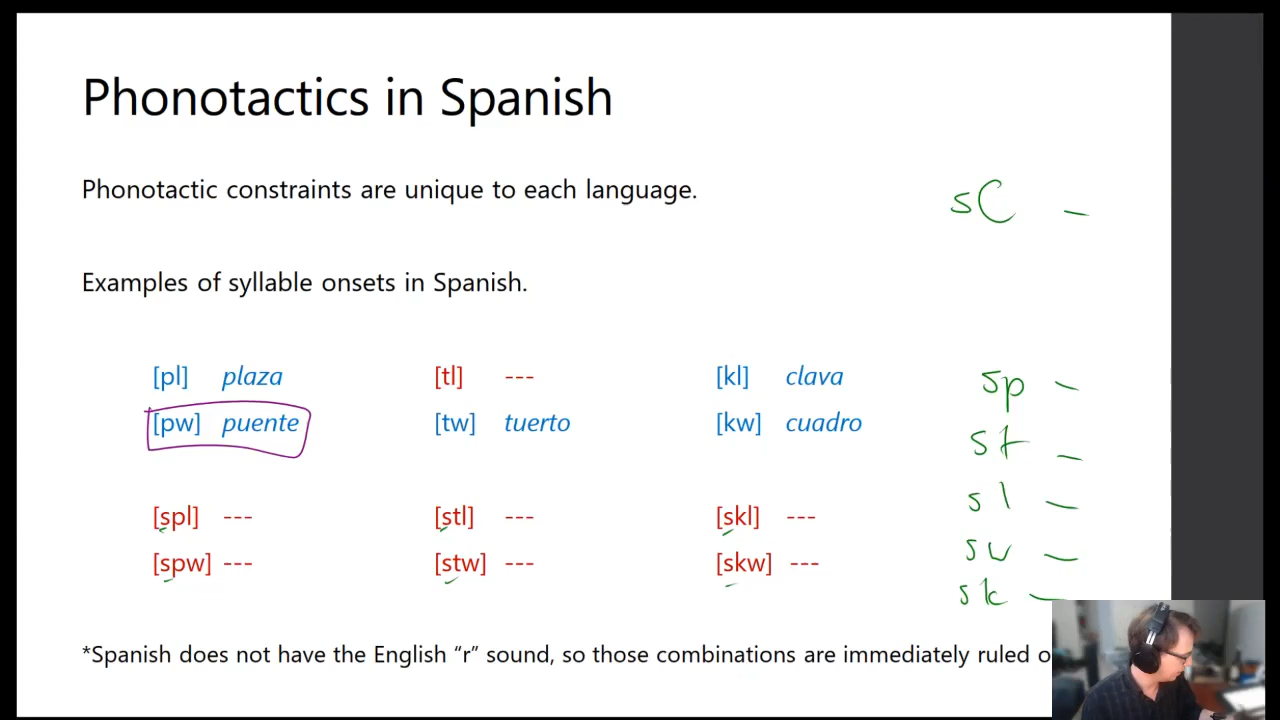 Phonotactics in Spanish
Phonotactic constraints are unique to each language.
sC –
Examples of syllable onsets in Spanish.
[pl] plaza [tl] --- [kl] clava
sp –
[pw] puente [tw] tuerto [kw] cuadro
st –
sl –
[spl] --- [stl] --- [skl] ---
sw –
[spw] --- [stw] --- [skw] ---
sk –
*Spanish does not have the English “r” sound, so those combinations are immediately ruled o